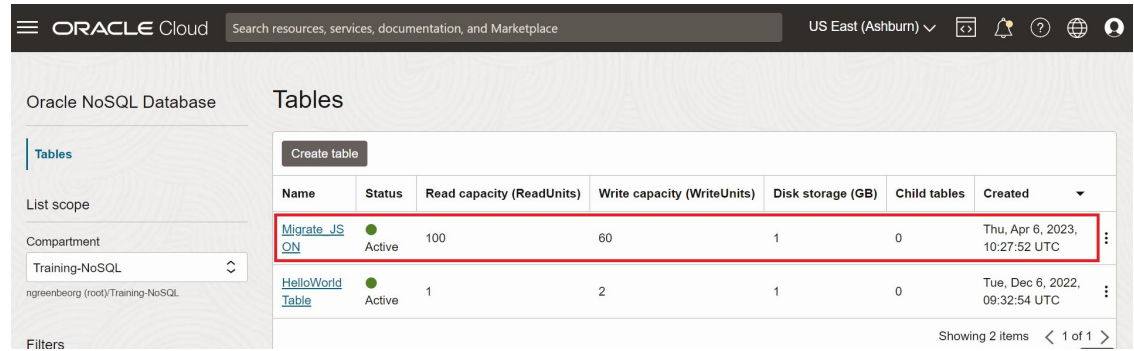 ORACLE Cloud
Search resources, services, documentation, and Marketplace
US East (Ashburn)
Oracle NoSQL Database
Tables
List scope
Compartment
Training-NoSQL
ngreenbeorg (root)/Training-NoSQL
Filters
Tables
Create table
Name Status Read capacity (ReadUnits) Write capacity (WriteUnits) Disk storage (GB) Child tables Created
Migrate_JS
ON
Active
100 60 1 0
Thu, Apr 6, 2023,
10:27:52 UTC
HelloWorld
Table
Active
1 2 1 0
Tue, Dec 6, 2022,
09:32:54 UTC
Showing 2 items < 1 of 1 >